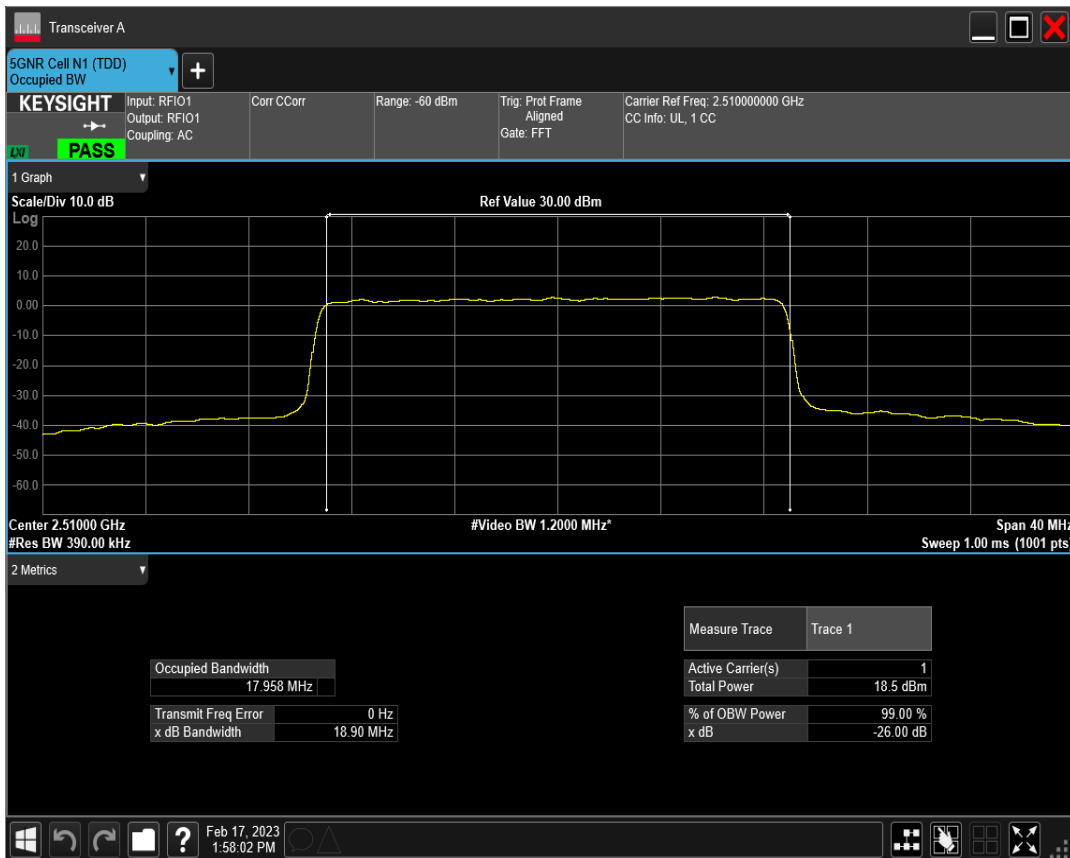 Transceiver A
5GNR Cell N1 (TDD)
Occupied BW
KEYSIGHT
LXI
PASS
Input: RFIO1
Output: RFIO1
Coupling: AC
Corr CCorr
Range: -60 dBm
Trig: Prot Frame
Aligned
Gate: FFT
Carrier Ref Freq: 2.510000000 GHz
CC Info: UL, 1 CC
1 Graph
Scale/Div 10.0 dB
Ref Value 30.00 dBm
Log
20.0
10.0
0.00
-10.0
-20.0
-30.0
-40.0
-50.0
-60.0
Center 2.51000 GHz
#Video BW 1.2000 MHz*
Span 40 MHz
#Res BW 390.00 kHz
Sweep 1.00 ms (1001 pts)
2 Metrics
Measure Trace Trace 1
Occupied Bandwidth
17.958 MHz
Active Carrier(s) 1
Total Power 18.5 dBm
Transmit Freq Error 0 Hz
x dB Bandwidth 18.90 MHz
% of OBW Power 99.00 %
x dB -26.00 dB
?
Feb 17, 2023
1:58:02 PM